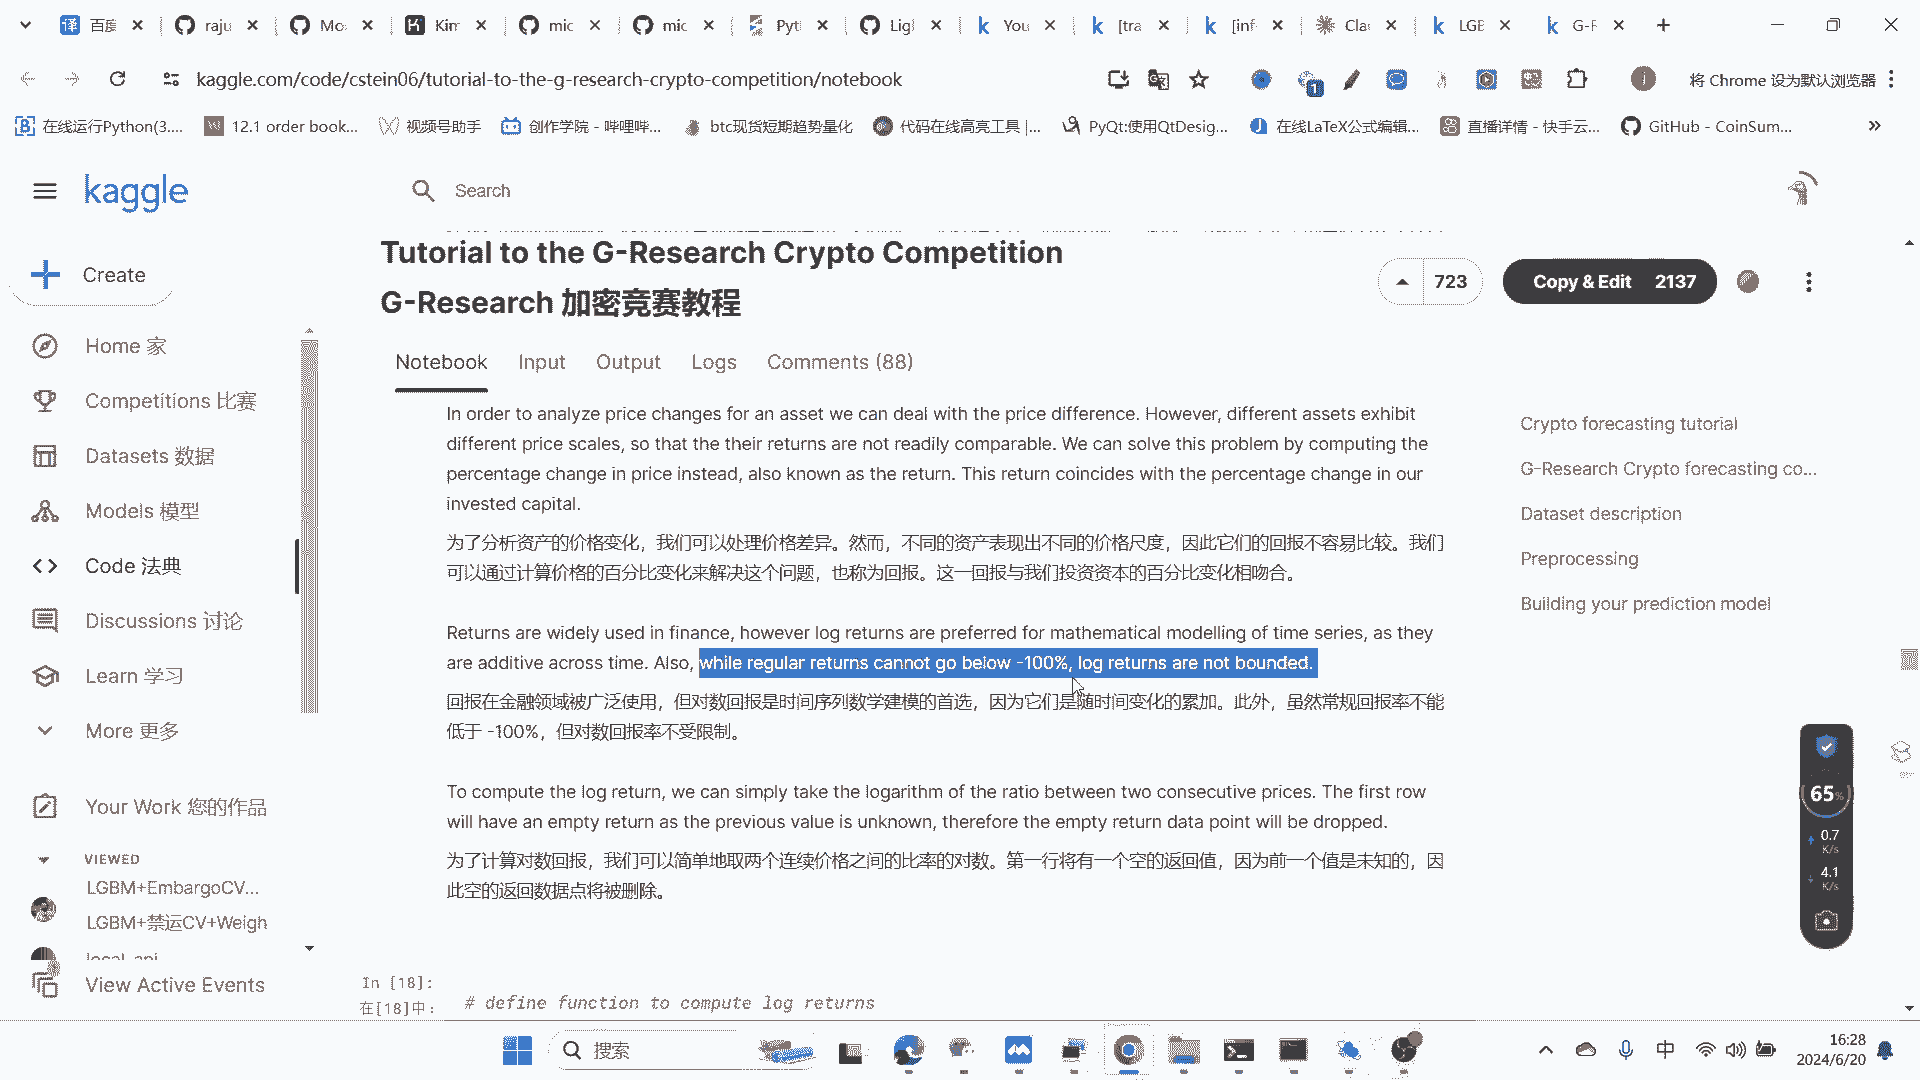 百度
raju
Mo
Kim
mic
mic
Pyt
Ligl
You
[tra
[inf
Cla
LGE
G-F
kaggle.com/code/cstein06/tutorial-to-the-g-research-crypto-competition/notebook
将 Chrome 设为默认浏览器
在线运行Python(3....
12.1 order book...
视频号助手
创作学院 - 哔哩哔...
btc现货短期趋势量化
代码在线高亮工具 |...
PyQt:使用QtDesig...
在线LaTeX公式编辑...
直播详情 - 快手云...
GitHub - CoinSum...
kaggle
Search
Create
Home 家
Competitions 比赛
Datasets 数据
Models 模型
Code 法典
Discussions 讨论
Learn 学习
More 更多
Your Work 您的作品
VIEWED
LGBM+EmbargoCV...
LGBM+禁运CV+Weigh
local_api
View Active Events
Tutorial to the G-Research Crypto Competition
G-Research 加密竞赛教程
723
Copy & Edit 2137
Notebook
Input
Output
Logs
Comments (88)
In order to analyze price changes for an asset we can deal with the price difference. However, different assets exhibit
different price scales, so that the their returns are not readily comparable. We can solve this problem by computing the
percentage change in price instead, also known as the return. This return coincides with the percentage change in our
invested capital.
为了分析资产的价格变化，我们可以处理价格差异。然而，不同的资产表现出不同的价格尺度，因此它们的回报不容易比较。我们
可以通过计算价格的百分比变化来解决这个问题，也称为回报。这一回报与我们投资资本的百分比变化相吻合。
Returns are widely used in finance, however log returns are preferred for mathematical modelling of time series, as they
are additive across time. Also, while regular returns cannot go below -100%, log returns are not bounded.
回报在金融领域被广泛使用，但对数回报是时间序列数学建模的首选，因为它们是随时间变化的累加。此外，虽然常规回报率不能
低于 -100%，但对数回报率不受限制。
To compute the log return, we can simply take the logarithm of the ratio between two consecutive prices. The first row
will have an empty return as the previous value is unknown, therefore the empty return data point will be dropped.
为了计算对数回报，我们可以简单地取两个连续价格之间的比率的对数。第一行将有一个空的返回值，因为前一个值是未知的，因
此空的返回数据点将被删除。
In [18]:
在[18]中：
# define function to compute log returns
Crypto forecasting tutorial
G-Research Crypto forecasting co...
Dataset description
Preprocessing
Building your prediction model
65%
0.7
K/s
4.1
K/s
搜索
中
16:28
2024/6/20